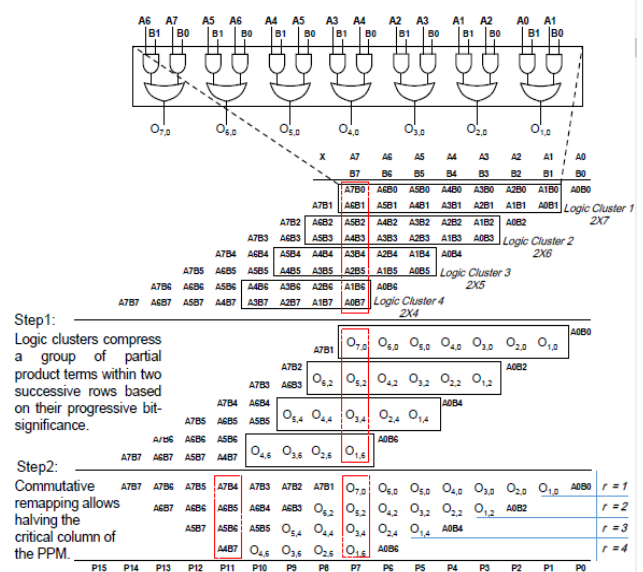 A6 A7 A5 A6 A4 A5 A3 A4 A2 A3 A1 A2 A0 A1
B1 B0 B1 B0 B1 B0 B1 B0 B1 B0 B1 B0 B1 B0
O7,0 O6,0 O5,0 O4,0 O3,0 O2,0 O1,0
X A7 A6 A5 A4 A3 A2 A1 A0
B7 B6 B5 B4 B3 B2 B1 B0
A7B0 A6B0 A5B0 A4B0 A3B0 A2B0 A1B0 A0B0
A7B1 A6B1 A5B1 A4B1 A3B1 A2B1 A1B1 A0B1 Logic Cluster 1
2X7
A7B2 A6B2 A5B2 A4B2 A3B2 A2B2 A1B2 A0B2
A7B3 A6B3 A5B3 A4B3 A3B3 A2B3 A1B3 A0B3 Logic Cluster 2
2X6
A7B4 A6B4 A5B4 A4B4 A3B4 A2B4 A1B4 A0B4
A7B5 A6B5 A5B5 A4B5 A3B5 A2B5 A1B5 A0B5 Logic Cluster 3
2X5
A7B6 A6B6 A5B6 A4B6 A3B6 A2B6 A1B6 A0B6
A7B7 A6B7 A5B7 A4B7 A3B7 A2B7 A1B7 A0B7 Logic Cluster 4
2X4
Step1:
Logic clusters compress
a group of partial
product terms within two
successive rows based
on their progressive bit-
significance.
A7B1 O7,0 O6,0 O5,0 O4,0 O3,0 O2,0 O1,0 A0B0
A7B2 A0B2
A7B3 A6B3 O6,2 O5,2 O4,2 O3,2 O2,2 O1,2
A7B4 A6B4 A0B4
A7B5 A6B5 A5B5 O5,4 O4,4 O3,4 O2,4 O1,4
A7B6 A6B6 A5B6 A0B6
A7B7 A6B7 A5B7 A4B7 O4,6 O3,6 O2,6 O1,6
Step2:
Commutative
remapping allows
halving the
critical column of
the PPM.
A7B7 A7B6 A7B5 A7B4 A7B3 A7B2 A7B1 O7,0 O6,0 O5,0 O4,0 O3,0 O2,0 O1,0 A0B0 r = 1
A6B7 A6B6 A6B5 A6B4 A6B3 O6,2 O5,2 O4,2 O3,2 O2,2 O1,2 A0B2 r = 2
A5B7 A5B6 A5B5 O5,4 O4,4 O3,4 O2,4 O1,4 A0B4 r = 3
A4B7 O4,6 O3,6 O2,6 O1,6 A0B6 r = 4
P15 P14 P13 P12 P11 P10 P9 P8 P7 P6 P5 P4 P3 P2 P1 P0